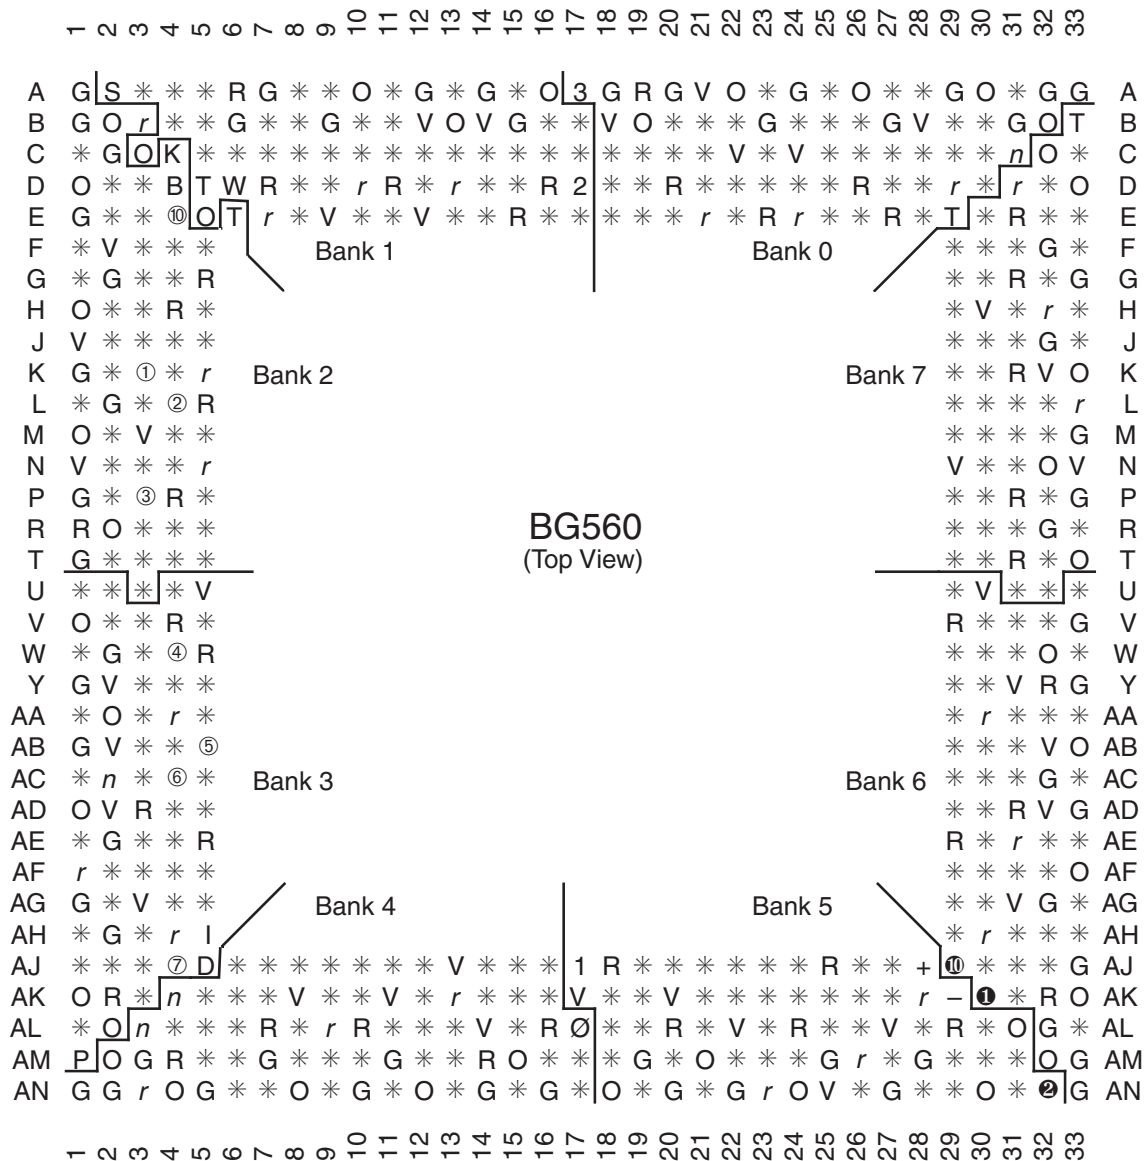 1 2 3 4 5 6 7 8 9 10 11 12 13 14 15 16 17 18 19 20 21 22 23 24 25 26 27 28 29 30 31 32 33
A G S ✳ ✳ ✳ R G ✳ ✳ O ✳ G ✳ G ✳ O 3 G R G V O ✳ G ✳ O ✳ ✳ G O ✳ G G A
B G O r ✳ ✳ G ✳ ✳ G ✳ ✳ V O V G ✳ ✳ V O ✳ ✳ ✳ G ✳ ✳ ✳ G V ✳ ✳ G O T B
C ✳ G O K ✳ ✳ ✳ ✳ ✳ ✳ ✳ ✳ ✳ ✳ ✳ ✳ ✳ ✳ ✳ ✳ ✳ V ✳ V ✳ ✳ ✳ ✳ ✳ ✳ n O ✳ C
D O ✳ ✳ B T W R ✳ ✳ r R ✳ r ✳ ✳ R 2 ✳ ✳ R ✳ ✳ ✳ ✳ ✳ R ✳ ✳ r ✳ r ✳ O D
E G ✳ ✳ ⑩ O T r ✳ V ✳ ✳ V ✳ ✳ R ✳ ✳ ✳ ✳ ✳ r ✳ R r ✳ ✳ R ✳ T ✳ R ✳ ✳ E
F ✳ V ✳ ✳ ✳ Bank 1 Bank 0 ✳ ✳ ✳ G ✳ F
G ✳ G ✳ ✳ R ✳ ✳ R ✳ G G
H O ✳ ✳ R ✳ ✳ V ✳ r ✳ H
J V ✳ ✳ ✳ ✳ ✳ ✳ ✳ G ✳ J
K G ✳ ① ✳ r Bank 2 Bank 7 ✳ ✳ R V O K
L ✳ G ✳ ② R ✳ ✳ ✳ ✳ r L
M O ✳ V ✳ ✳ ✳ ✳ ✳ ✳ G M
N V ✳ ✳ ✳ r V ✳ ✳ O V N
P G ✳ ③ R ✳ ✳ ✳ R ✳ G P
R R O ✳ ✳ ✳ BG560 ✳ ✳ ✳ G ✳ R
T G ✳ ✳ ✳ ✳ (Top View) ✳ ✳ R ✳ O T
U ✳ ✳ ✳ ✳ V ✳ V ✳ ✳ ✳ U
V O ✳ ✳ R ✳ R ✳ ✳ ✳ G V
W ✳ G ✳ ④ R ✳ ✳ ✳ O ✳ W
Y G V ✳ ✳ ✳ ✳ ✳ V R G Y
AA ✳ O ✳ r ✳ ✳ r ✳ ✳ ✳ AA
AB G V ✳ ✳ ⑤ ✳ ✳ ✳ V O AB
AC ✳ n ✳ ⑥ ✳ Bank 3 Bank 6 ✳ ✳ ✳ G ✳ AC
AD O V R ✳ ✳ ✳ ✳ R V G AD
AE ✳ G ✳ ✳ R R ✳ r ✳ ✳ AE
AF r ✳ ✳ ✳ ✳ ✳ ✳ ✳ ✳ O AF
AG G ✳ V ✳ ✳ Bank 4 Bank 5 ✳ ✳ V G ✳ AG
AH ✳ G ✳ r I ✳ r ✳ ✳ ✳ AH
AJ ✳ ✳ ✳ ⑦ D ✳ ✳ ✳ ✳ ✳ ✳ ✳ V ✳ ✳ ✳ 1 R ✳ ✳ ✳ ✳ ✳ ✳ R ✳ ✳ + ❿ ✳ ✳ ✳ G AJ
AK O R ✳ n ✳ ✳ ✳ V ✳ ✳ V ✳ r ✳ ✳ ✳ V ✳ ✳ V ✳ ✳ ✳ ✳ ✳ ✳ ✳ r – ❶ ✳ R O AK
AL ✳ O n ✳ ✳ ✳ R ✳ r R ✳ ✳ ✳ V ✳ R Ø ✳ ✳ R ✳ V ✳ R ✳ ✳ V ✳ R ✳ O G ✳ AL
AM P O G R ✳ ✳ G ✳ ✳ ✳ G ✳ ✳ R O ✳ ✳ ✳ G ✳ O ✳ ✳ ✳ G r ✳ G ✳ ✳ ✳ O G AM
AN G G r O G ✳ ✳ O ✳ G ✳ O ✳ G ✳ G ✳ O ✳ G ✳ G r O V ✳ G ✳ ✳ O ✳ ❷ G AN
1 2 3 4 5 6 7 8 9 10 11 12 13 14 15 16 17 18 19 20 21 22 23 24 25 26 27 28 29 30 31 32 33